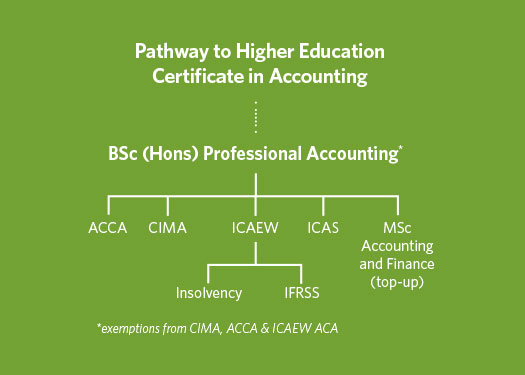 Pathway to Higher Education
Certificate in Accounting
BSc (Hons) Professional Accounting*
ACCA CIMA ICAEW ICAS MSc
Accounting
and Finance
(top-up)
Insolvency IFRSS
*exemptions from CIMA, ACCA & ICAEW ACA